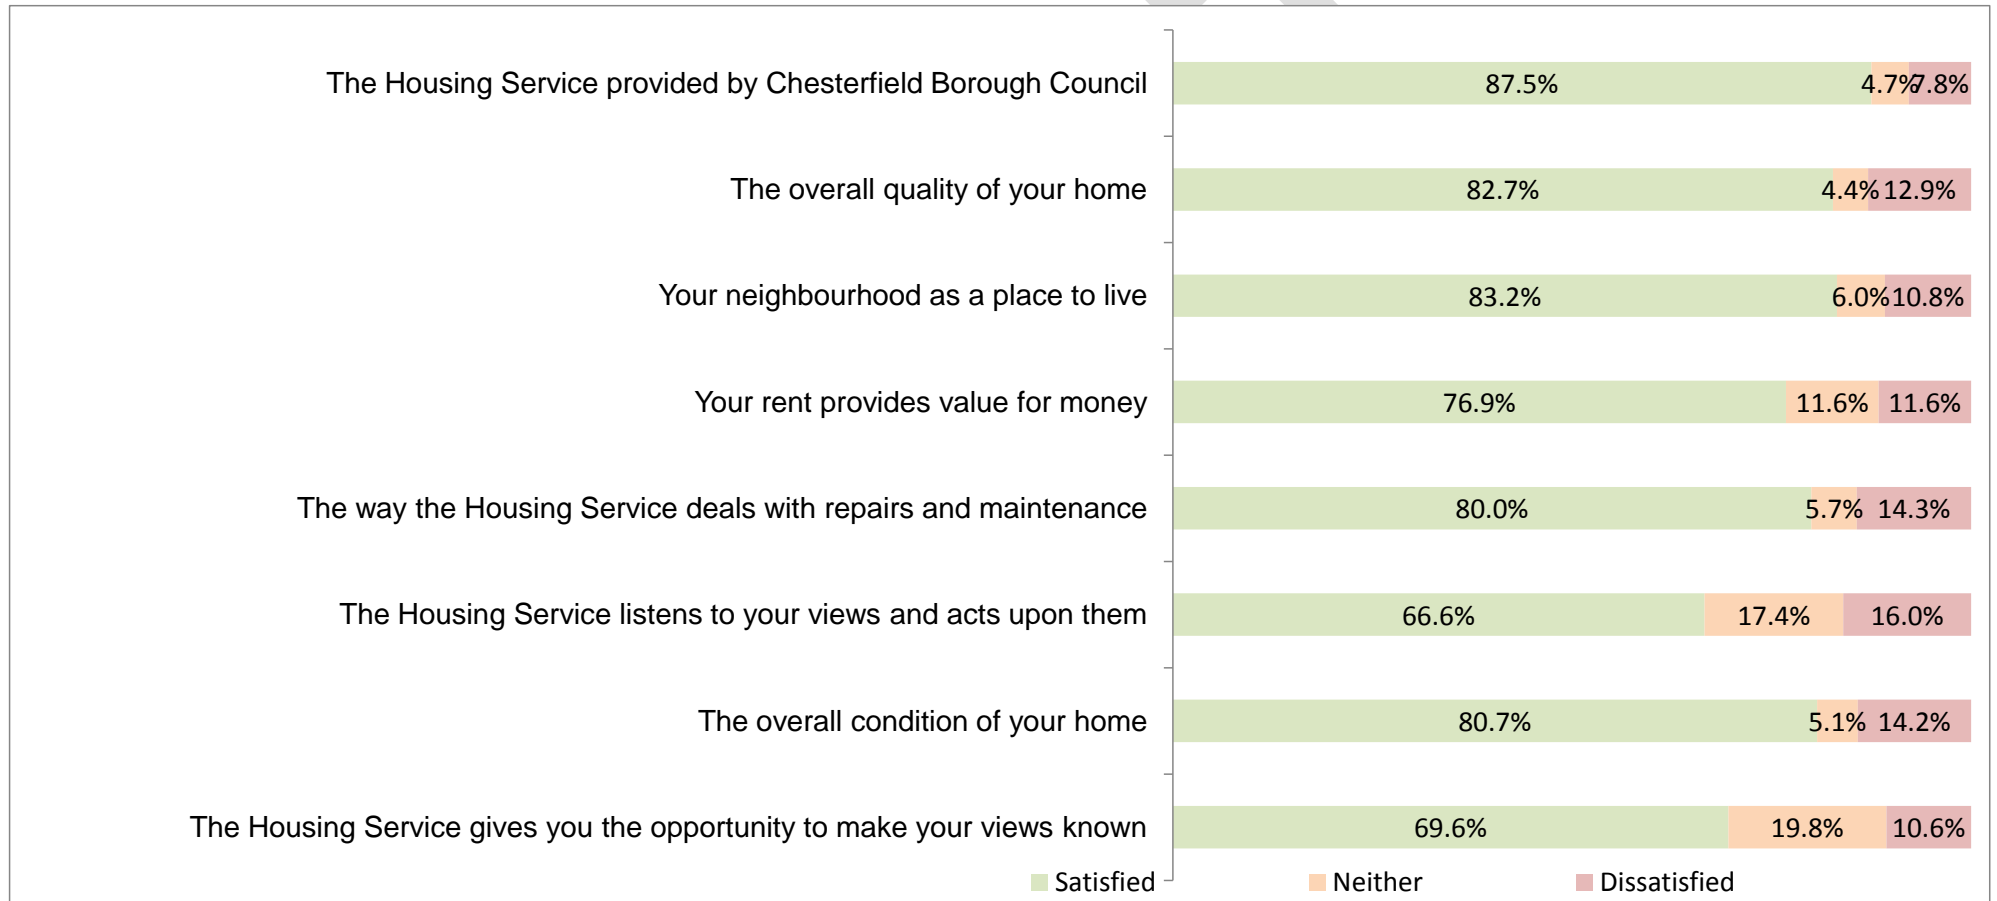 The Housing Service provided by Chesterfield Borough Council 87.5% 4.7% 7.8%
The overall quality of your home 82.7% 4.4% 12.9%
Your neighbourhood as a place to live 83.2% 6.0% 10.8%
Your rent provides value for money 76.9% 11.6% 11.6%
The way the Housing Service deals with repairs and maintenance 80.0% 5.7% 14.3%
The Housing Service listens to your views and acts upon them 66.6% 17.4% 16.0%
The overall condition of your home 80.7% 5.1% 14.2%
The Housing Service gives you the opportunity to make your views known 69.6% 19.8% 10.6%
Satisfied Neither Dissatisfied